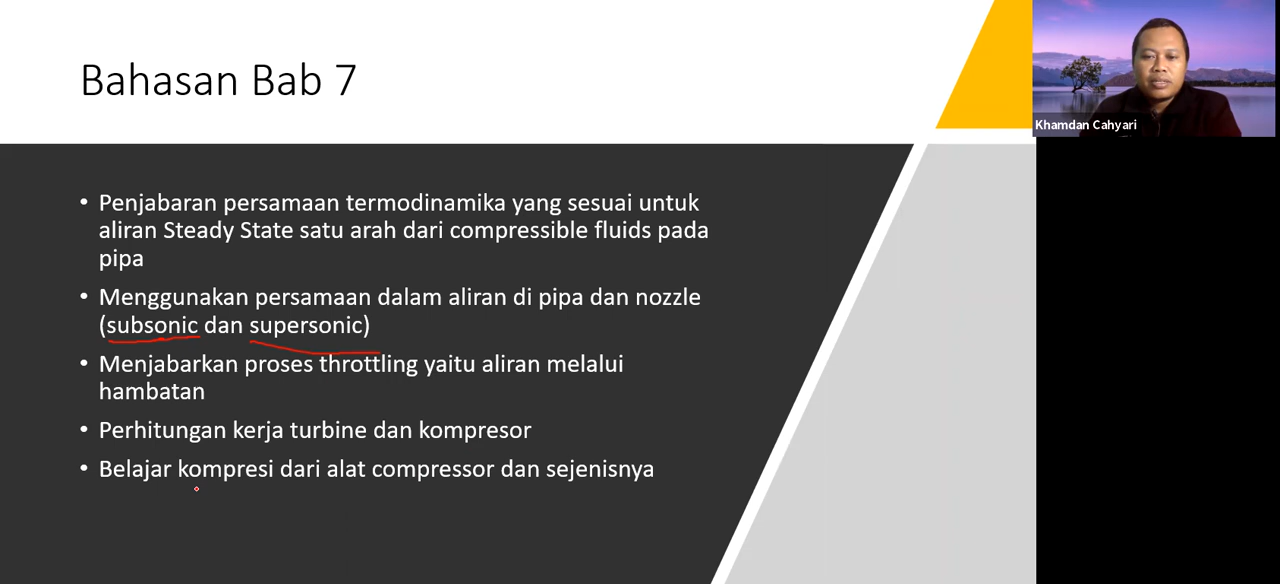 Bahasan Bab 7
Khamdan Cahyari
• Penjabaran persamaan termodinamika yang sesuai untuk
aliran Steady State satu arah dari compressible fluids pada
pipa
• Menggunakan persamaan dalam aliran di pipa dan nozzle
(subsonic dan supersonic)
• Menjabarkan proses throttling yaitu aliran melalui
hambatan
• Perhitungan kerja turbine dan kompresor
• Belajar kompresi dari alat compressor dan sejenisnya